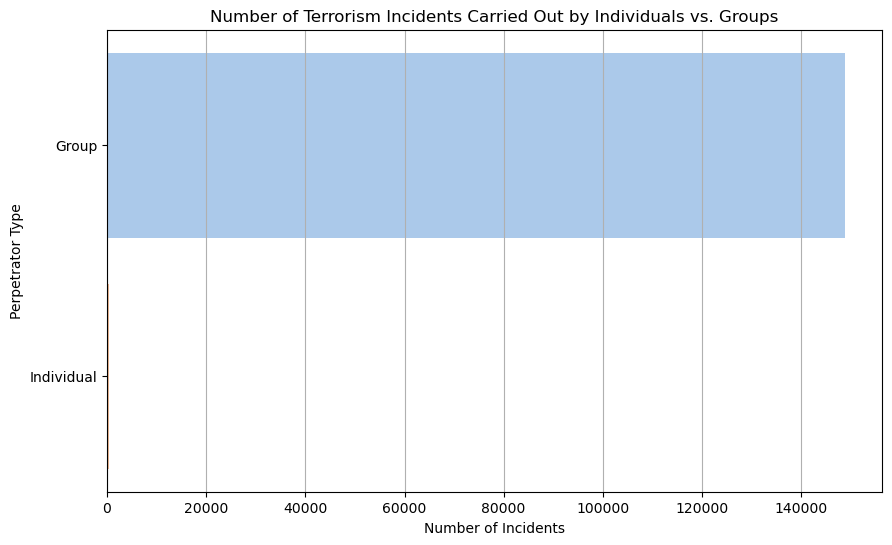 Number of Terrorism Incidents Carried Out by Individuals vs. Groups
Perpetrator Type
Group
Individual
0 20000 40000 60000 80000 100000 120000 140000
Number of Incidents